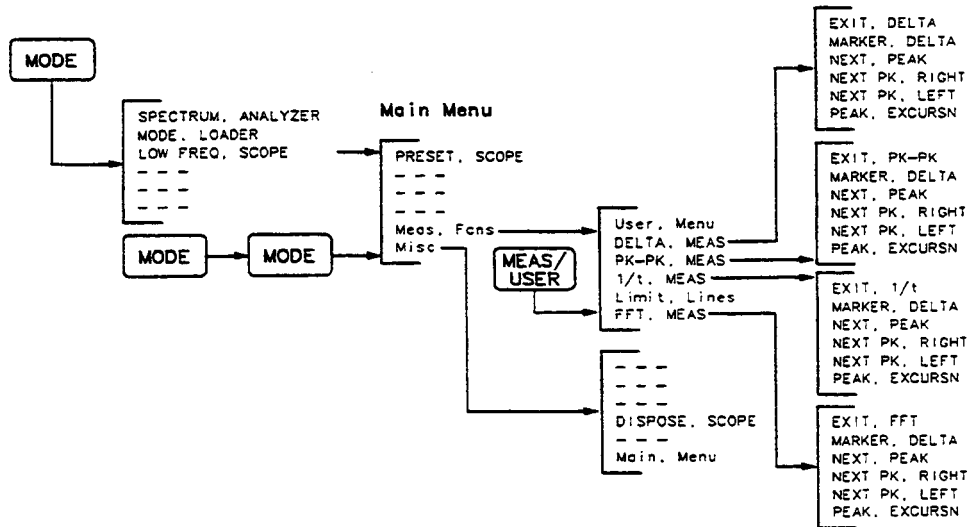 MODE
SPECTRUM, ANALYZER
MODE, LOADER
LOW FREQ, SCOPE
- - -
- - -
- - -
MODE
MODE
Main Menu
PRESET, SCOPE
- - -
- - -
- - -
Meas, Fcns
Misc
MEAS/
USER
User, Menu
DELTA, MEAS
PK-PK, MEAS
1/t, MEAS
Limit, Lines
FFT, MEAS
- - -
- - -
- - -
DISPOSE, SCOPE
- - -
Main, Menu
EXIT, DELTA
MARKER, DELTA
NEXT, PEAK
NEXT PK, RIGHT
NEXT PK, LEFT
PEAK, EXCURSN
EXIT, PK-PK
MARKER, DELTA
NEXT, PEAK
NEXT PK, RIGHT
NEXT PK, LEFT
PEAK, EXCURSN
EXIT, 1/t
MARKER, DELTA
NEXT, PEAK
NEXT PK, RIGHT
NEXT PK, LEFT
PEAK, EXCURSN
EXIT, FFT
MARKER, DELTA
NEXT, PEAK
NEXT PK, RIGHT
NEXT PK, LEFT
PEAK, EXCURSN